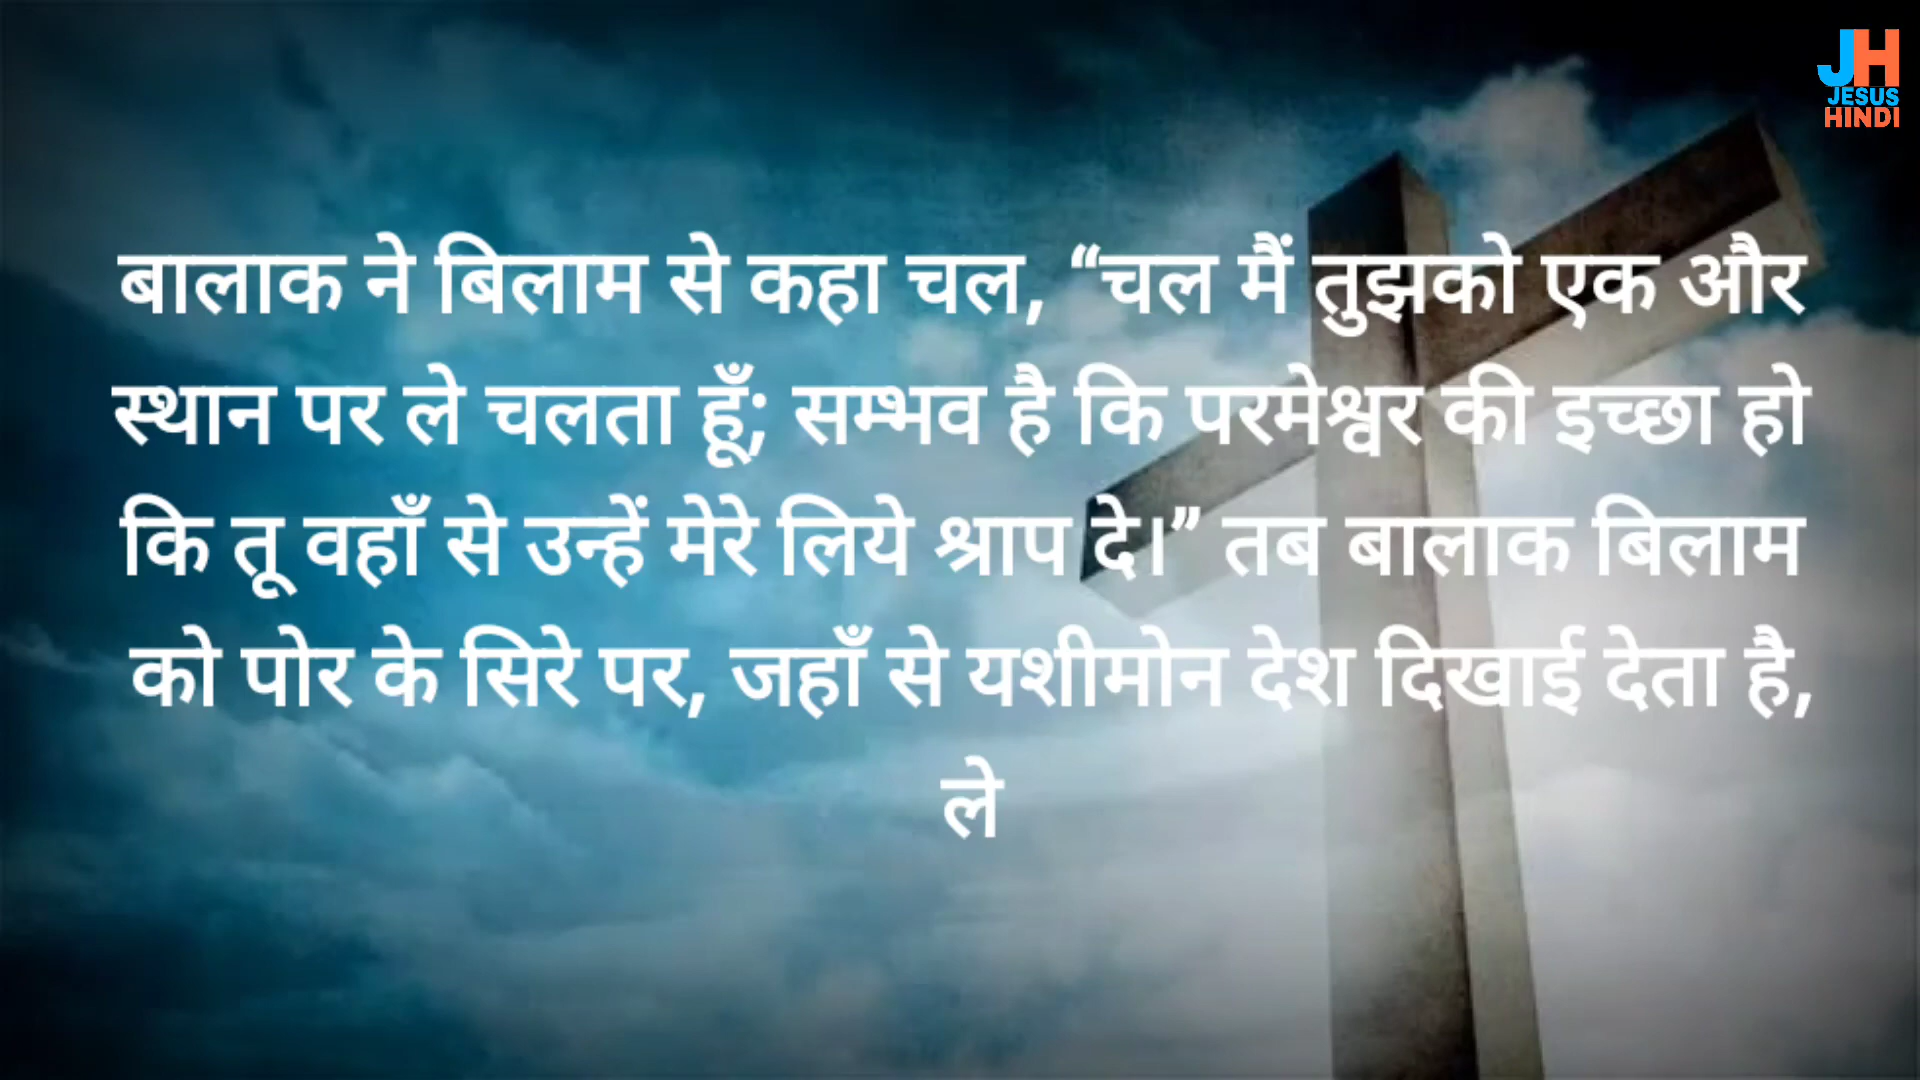 JH
JESUS
HINDI
बालाक ने बिलाम से कहा चल, “चल मैं तुझको एक और
स्थान पर ले चलता हूँ; सम्भव है कि परमेश्वर की इच्छा हो
कि तू वहाँ से उन्हें मेरे लिये श्राप दे।” तब बालाक बिलाम
को पोर के सिरे पर, जहाँ से यशीमोन देश दिखाई देता है,
ले